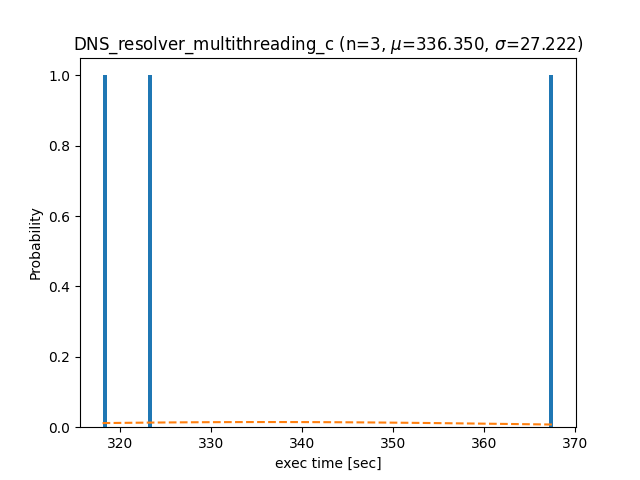 DNS_resolver_multithreading_c (n=3, μ=336.350, σ=27.222)
1.0
0.8
0.6
0.4
0.2
0.0
Probability
320 330 340 350 360 370
exec time [sec]